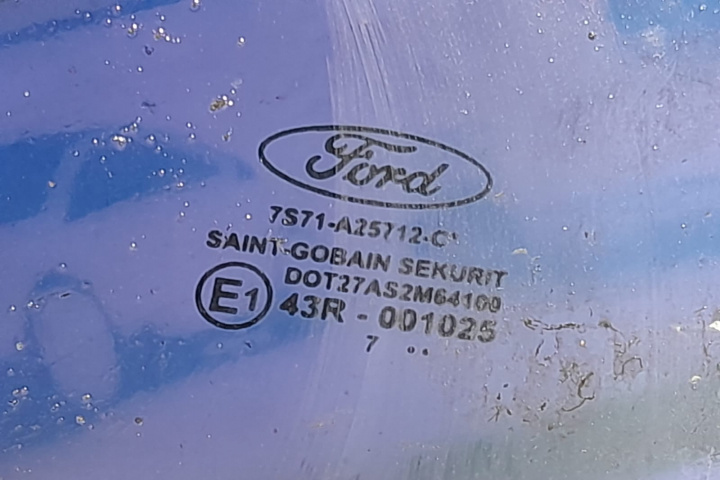 Ford
7S71-A25712-C
SAINT-GOBAIN SEKURIT
DOT27AS2M64100
E1 43R - 001025
7 ..